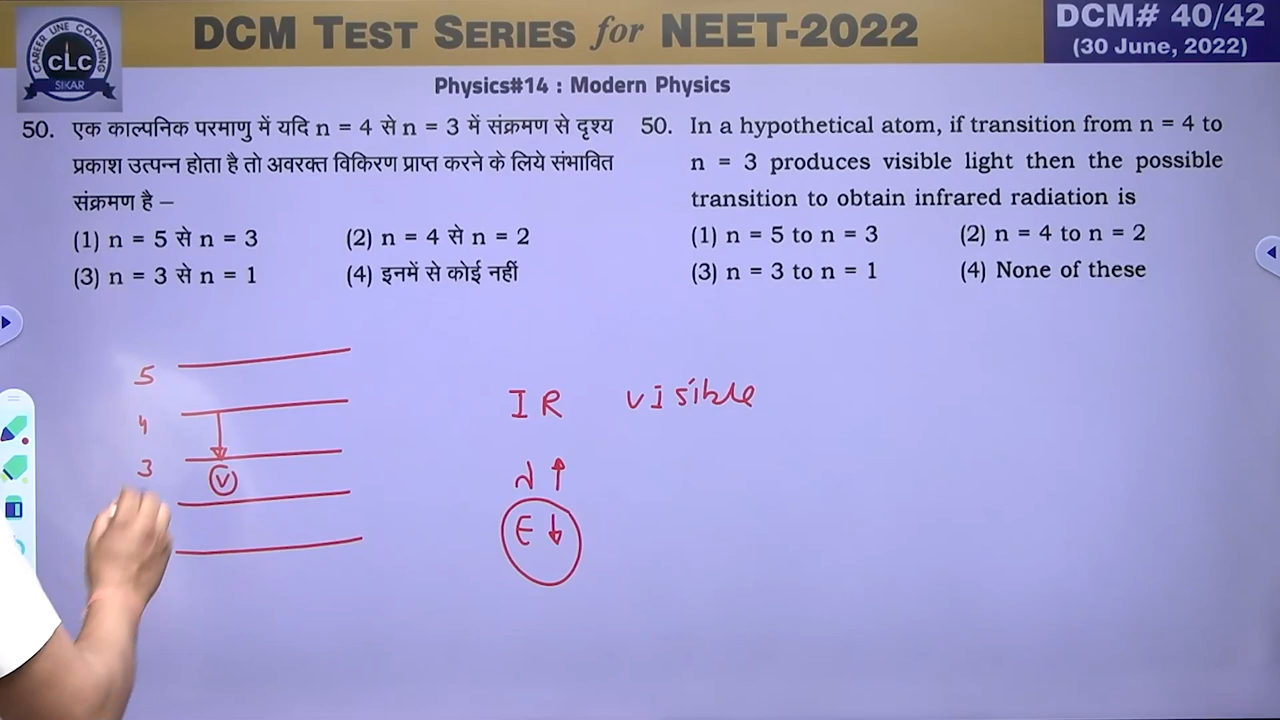 DCM TEST SERIES for NEET-2022
DCM# 40/42
(30 June, 2022)
CAREER LINE COACHING
CLC
SIKAR
Physics#14 : Modern Physics
50. एक काल्पनिक परमाणु में यदि n = 4 से n = 3 में संक्रमण से दृश्य
प्रकाश उत्पन्न होता है तो अवरक्त विकिरण प्राप्त करने के लिये संभावित
संक्रमण है –
(1) n = 5 से n = 3
(2) n = 4 से n = 2
(3) n = 3 से n = 1
(4) इनमें से कोई नहीं
50. In a hypothetical atom, if transition from n = 4 to
n = 3 produces visible light then the possible
transition to obtain infrared radiation is
(1) n = 5 to n = 3
(2) n = 4 to n = 2
(3) n = 3 to n = 1
(4) None of these
5
4
3
V
IR visible
λ ↑
E ↓